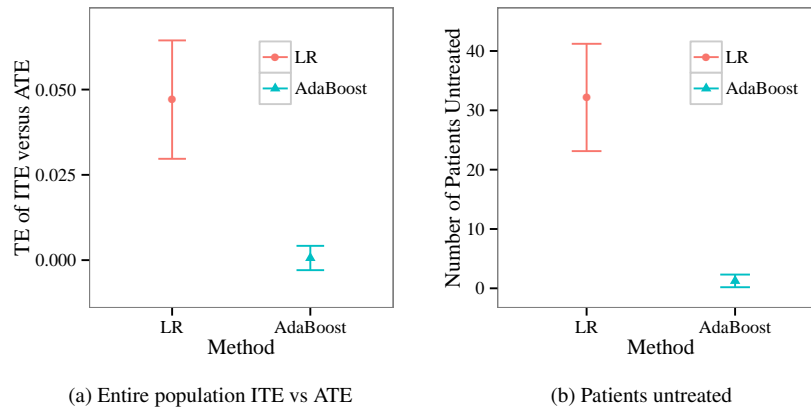 TE of ITE versus ATE
0.050
0.025
0.000
LR
AdaBoost
LR
AdaBoost
Method
(a) Entire population ITE vs ATE
Number of Patients Untreated
40
30
20
10
0
LR
AdaBoost
LR
AdaBoost
Method
(b) Patients untreated